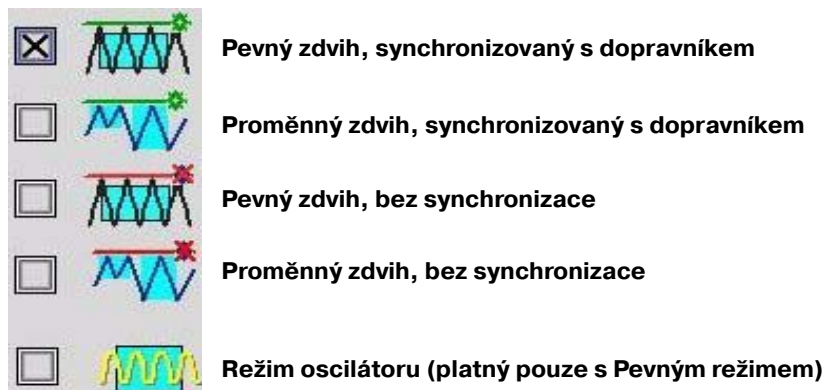 Pevný zdvih, synchronizovaný s dopravníkem
Proměnný zdvih, synchronizovaný s dopravníkem
Pevný zdvih, bez synchronizace
Proměnný zdvih, bez synchronizace
Režim oscilátoru (platný pouze s Pevným režimem)